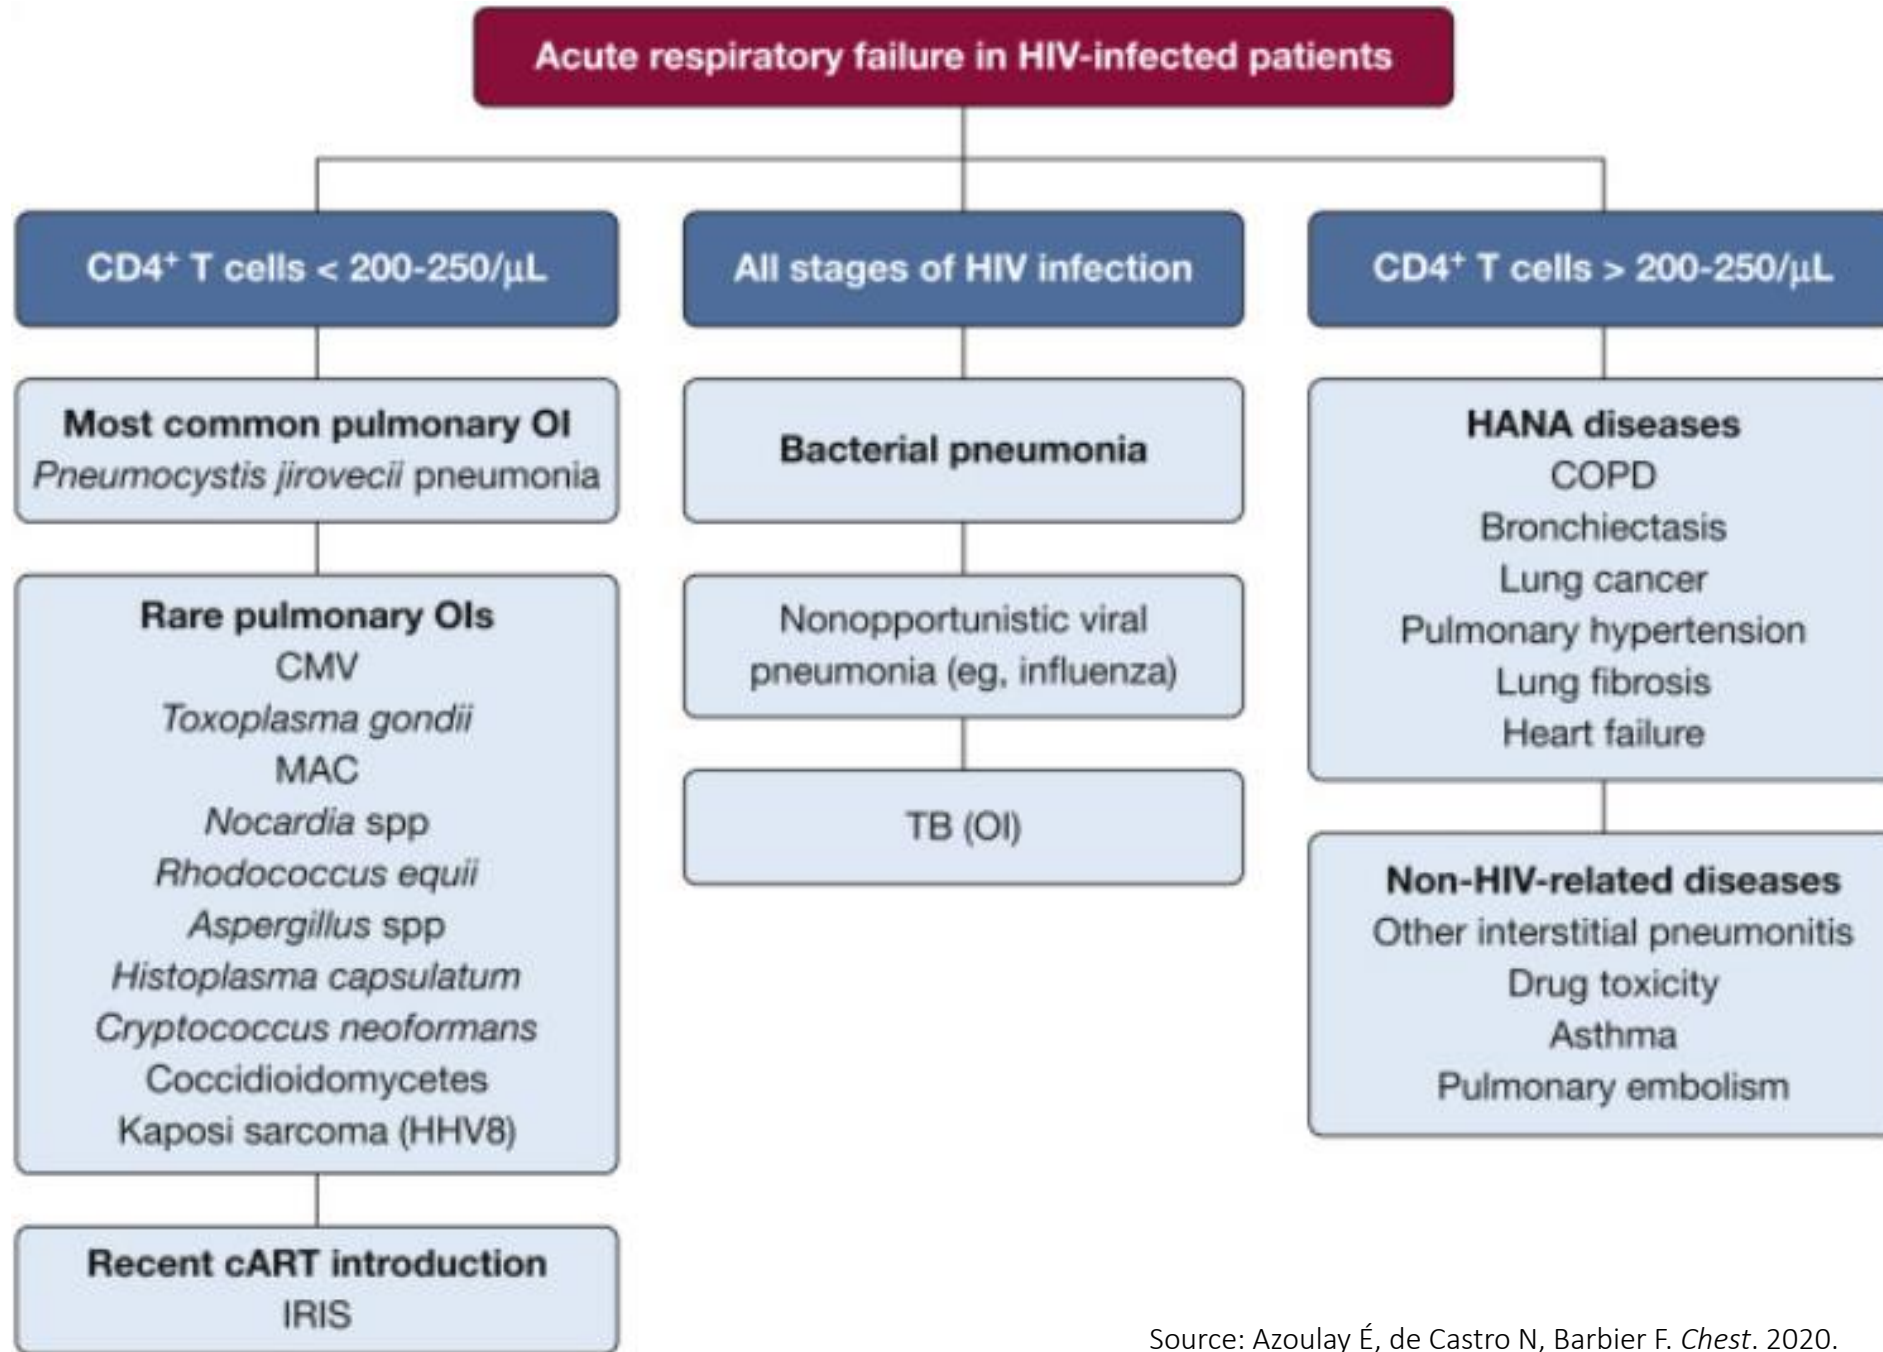 Acute respiratory failure in HIV-infected patients
CD4⁺ T cells < 200-250/μL
Most common pulmonary OI
Pneumocystis jirovecii pneumonia
Rare pulmonary OIs
CMV
Toxoplasma gondii
MAC
Nocardia spp
Rhodococcus equii
Aspergillus spp
Histoplasma capsulatum
Cryptococcus neoformans
Coccidioidomycetes
Kaposi sarcoma (HHV8)
Recent cART introduction
IRIS
All stages of HIV infection
Bacterial pneumonia
Nonopportunistic viral
pneumonia (eg, influenza)
TB (OI)
CD4⁺ T cells > 200-250/μL
HANA diseases
COPD
Bronchiectasis
Lung cancer
Pulmonary hypertension
Lung fibrosis
Heart failure
Non-HIV-related diseases
Other interstitial pneumonitis
Drug toxicity
Asthma
Pulmonary embolism
Source: Azoulay É, de Castro N, Barbier F. Chest. 2020.